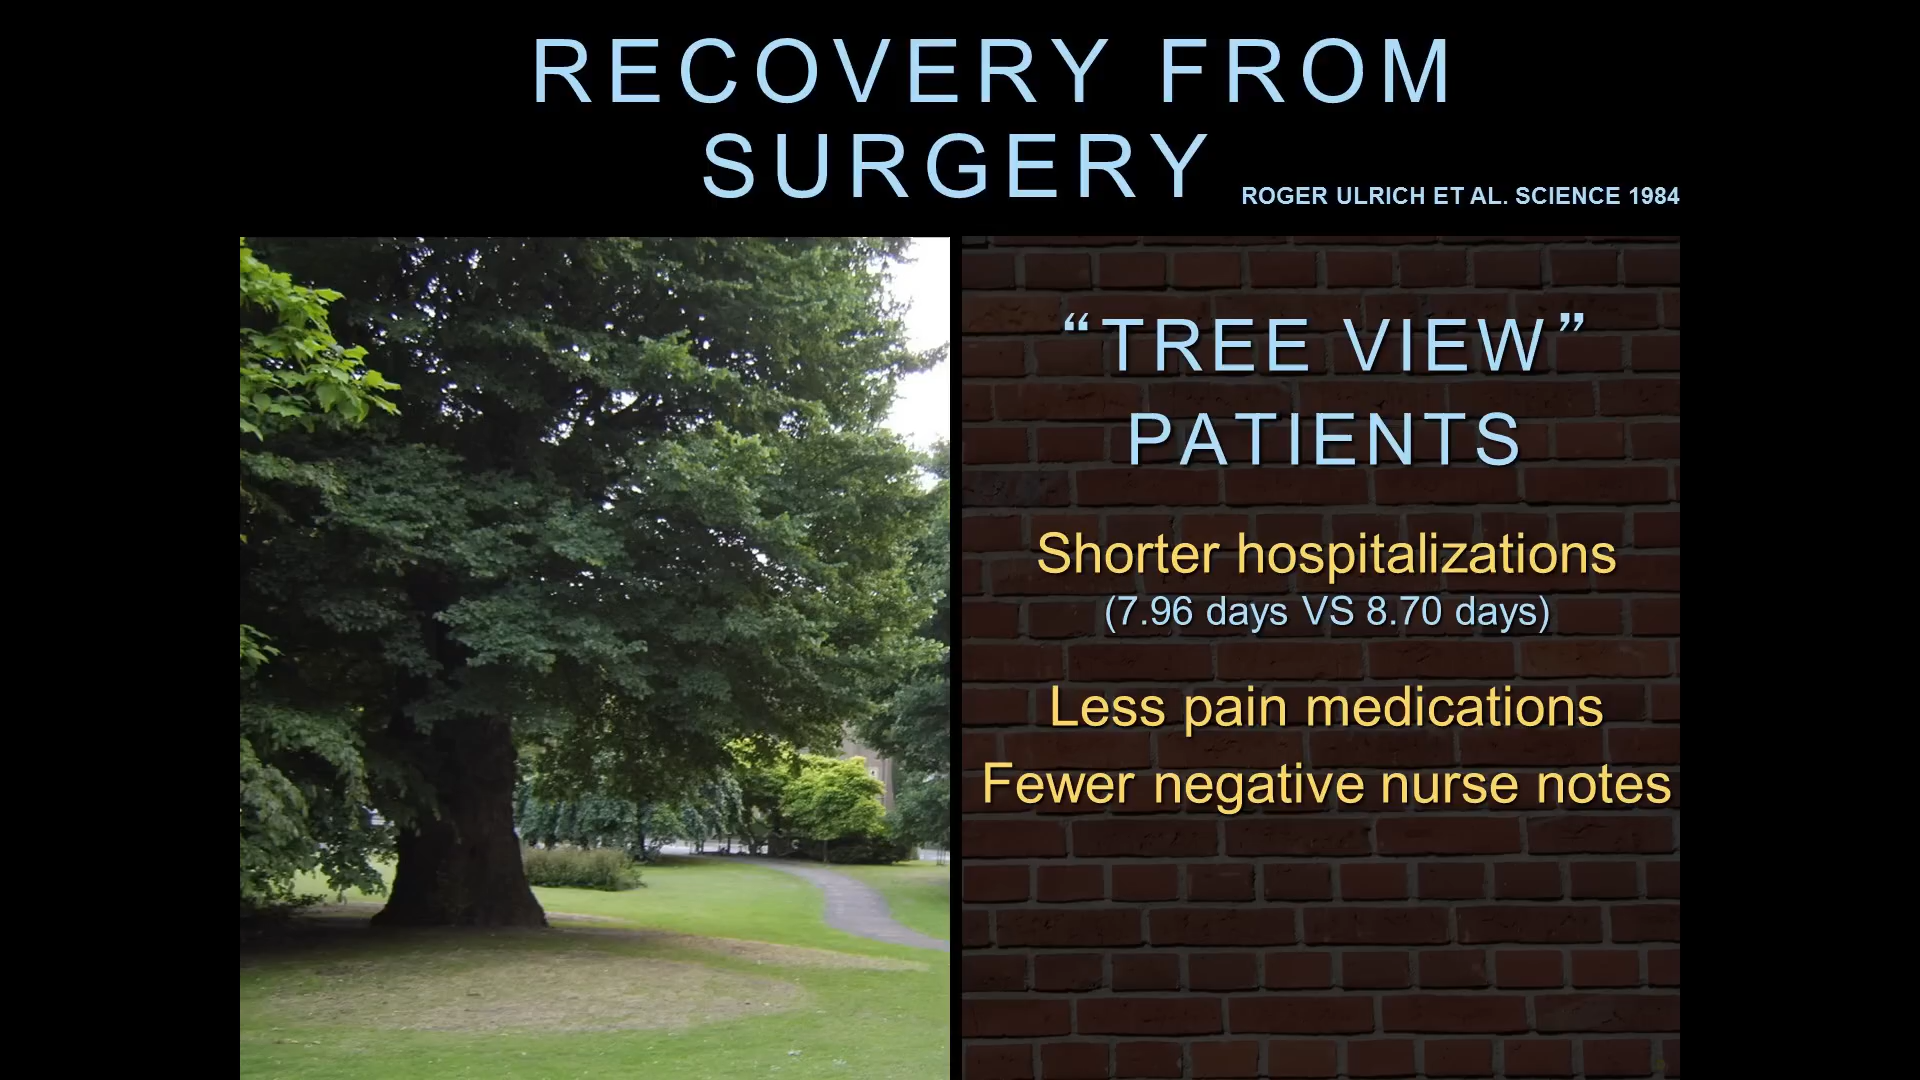 RECOVERY FROM
SURGERY
ROGER ULRICH ET AL. SCIENCE 1984
“TREE VIEW”
PATIENTS
Shorter hospitalizations
(7.96 days VS 8.70 days)
Less pain medications
Fewer negative nurse notes